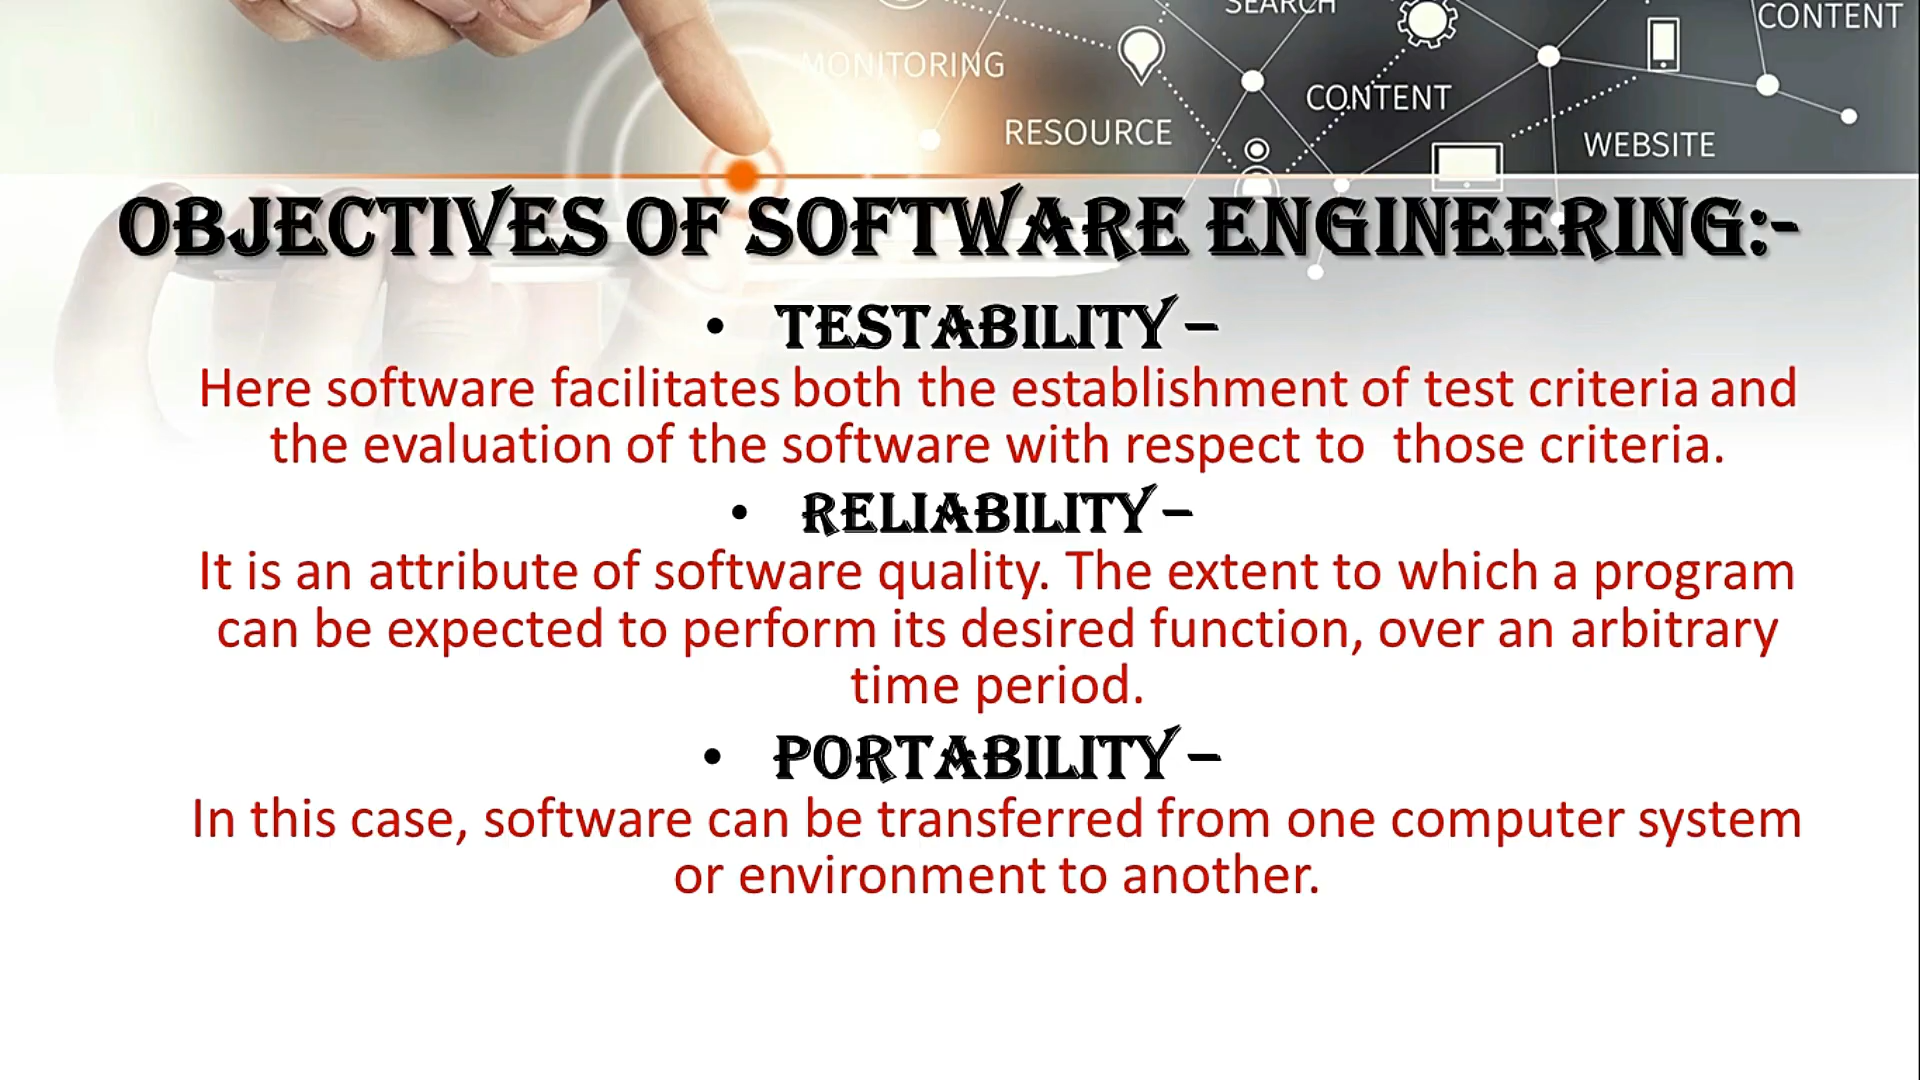 SEARCH
CONTENT
MONITORING
CONTENT
RESOURCE
WEBSITE
OBJECTIVES OF SOFTWARE ENGINEERING:-
• TESTABILITY –
Here software facilitates both the establishment of test criteria and
the evaluation of the software with respect to those criteria.
• RELIABILITY –
It is an attribute of software quality. The extent to which a program
can be expected to perform its desired function, over an arbitrary
time period.
• PORTABILITY –
In this case, software can be transferred from one computer system
or environment to another.